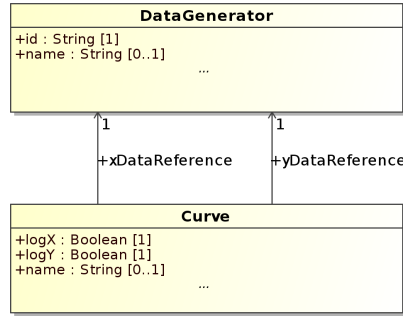 DataGenerator
+id : String [1]
+name : String [0..1]
...
1
1
+xDataReference
+yDataReference
Curve
+logX : Boolean [1]
+logY : Boolean [1]
+name : String [0..1]
...